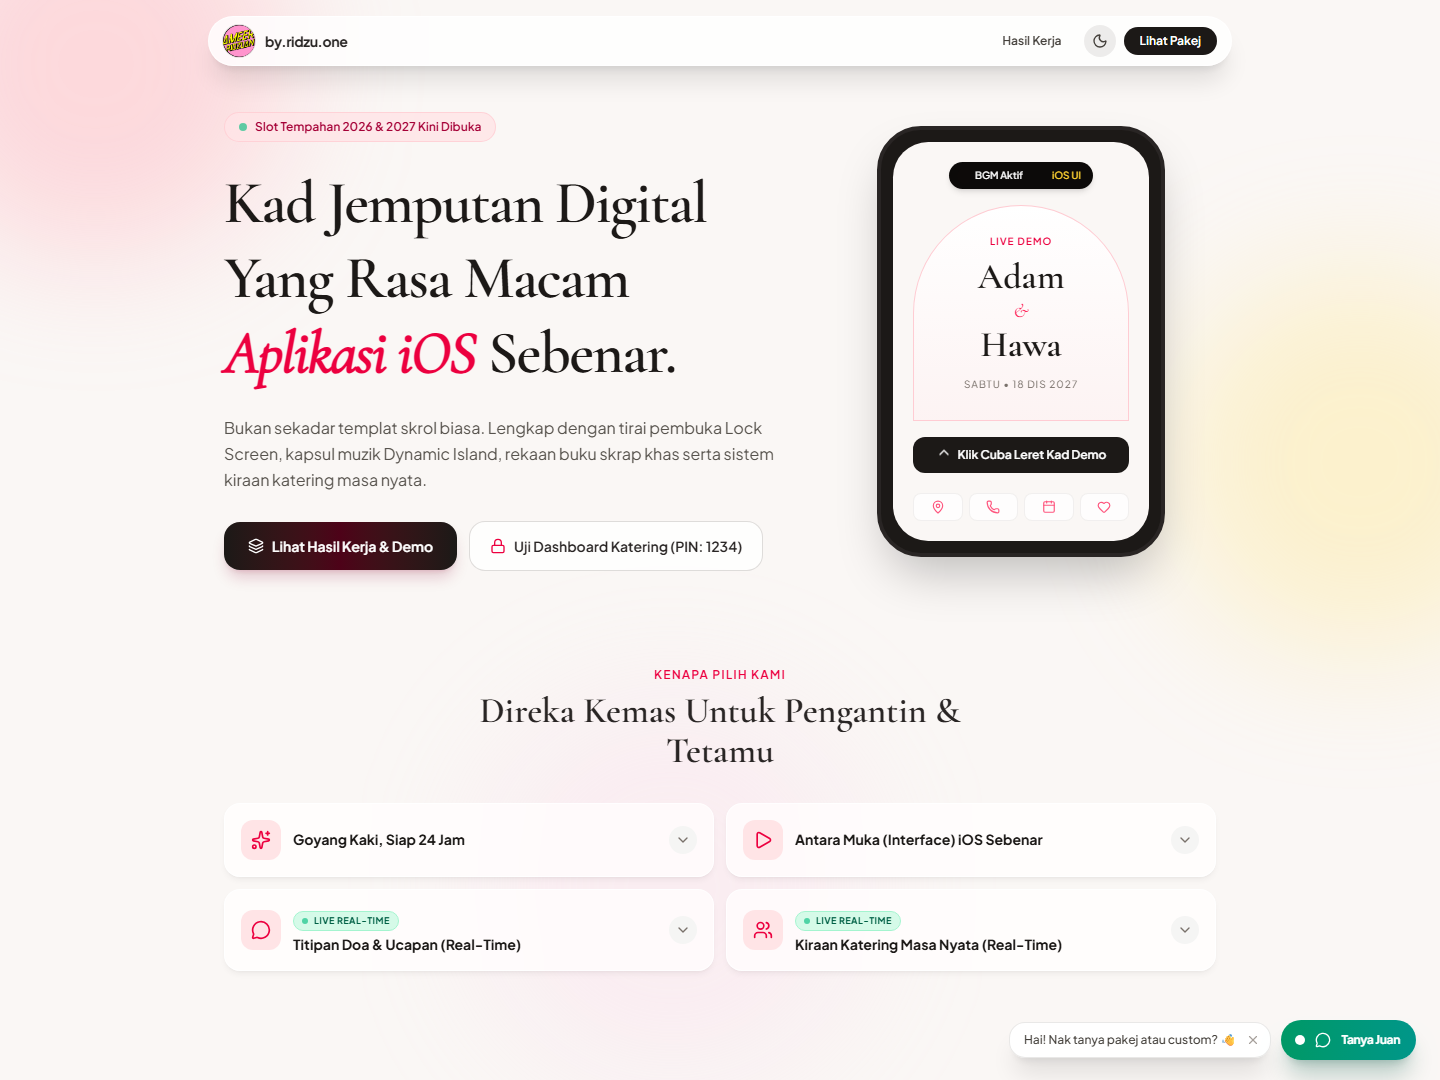 by.ridzu.one
Hasil Kerja
Lihat Pakej
Slot Tempahan 2026 & 2027 Kini Dibuka
Kad Jemputan Digital
Yang Rasa Macam
Aplikasi iOS Sebenar.
Bukan sekadar templat skrol biasa. Lengkap dengan tirai pembuka Lock
Screen, kapsul muzik Dynamic Island, rekaan buku skrap khas serta sistem
kiraan katering masa nyata.
Lihat Hasil Kerja & Demo
Uji Dashboard Katering (PIN: 1234)
BGM Aktif
iOS UI
LIVE DEMO
Adam
&
Hawa
SABTU • 18 DIS 2027
Klik Cuba Leret Kad Demo
KENAPA PILIH KAMI
Direka Kemas Untuk Pengantin &
Tetamu
Goyang Kaki, Siap 24 Jam
Antara Muka (Interface) iOS Sebenar
LIVE REAL-TIME
Titipan Doa & Ucapan (Real-Time)
LIVE REAL-TIME
Kiraan Katering Masa Nyata (Real-Time)
Hai! Nak tanya pakej atau custom? 👋
Tanya Juan